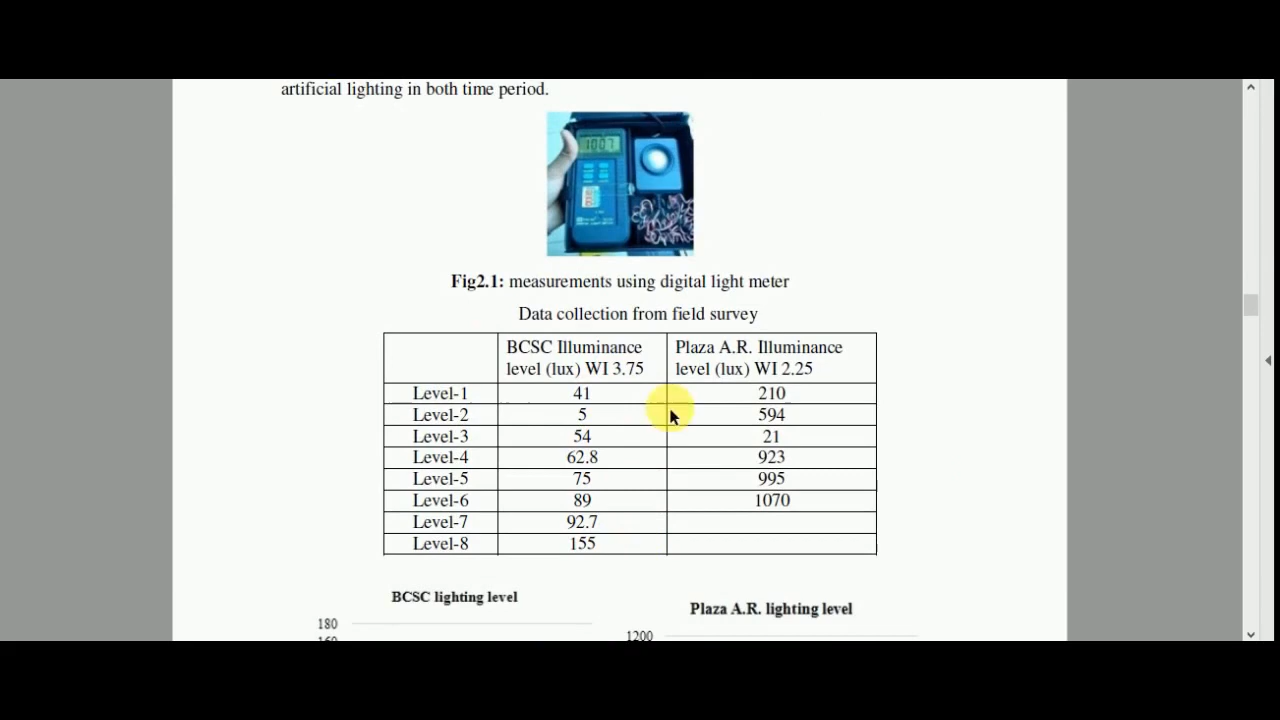 artificial lighting in both time period.
1007
Fig2.1: measurements using digital light meter
Data collection from field survey
BCSC Illuminance level (lux) WI 3.75
Plaza A.R. Illuminance level (lux) WI 2.25
Level-1 41 210
Level-2 5 594
Level-3 54 21
Level-4 62.8 923
Level-5 75 995
Level-6 89 1070
Level-7 92.7
Level-8 155
BCSC lighting level
Plaza A.R. lighting level
180
1200